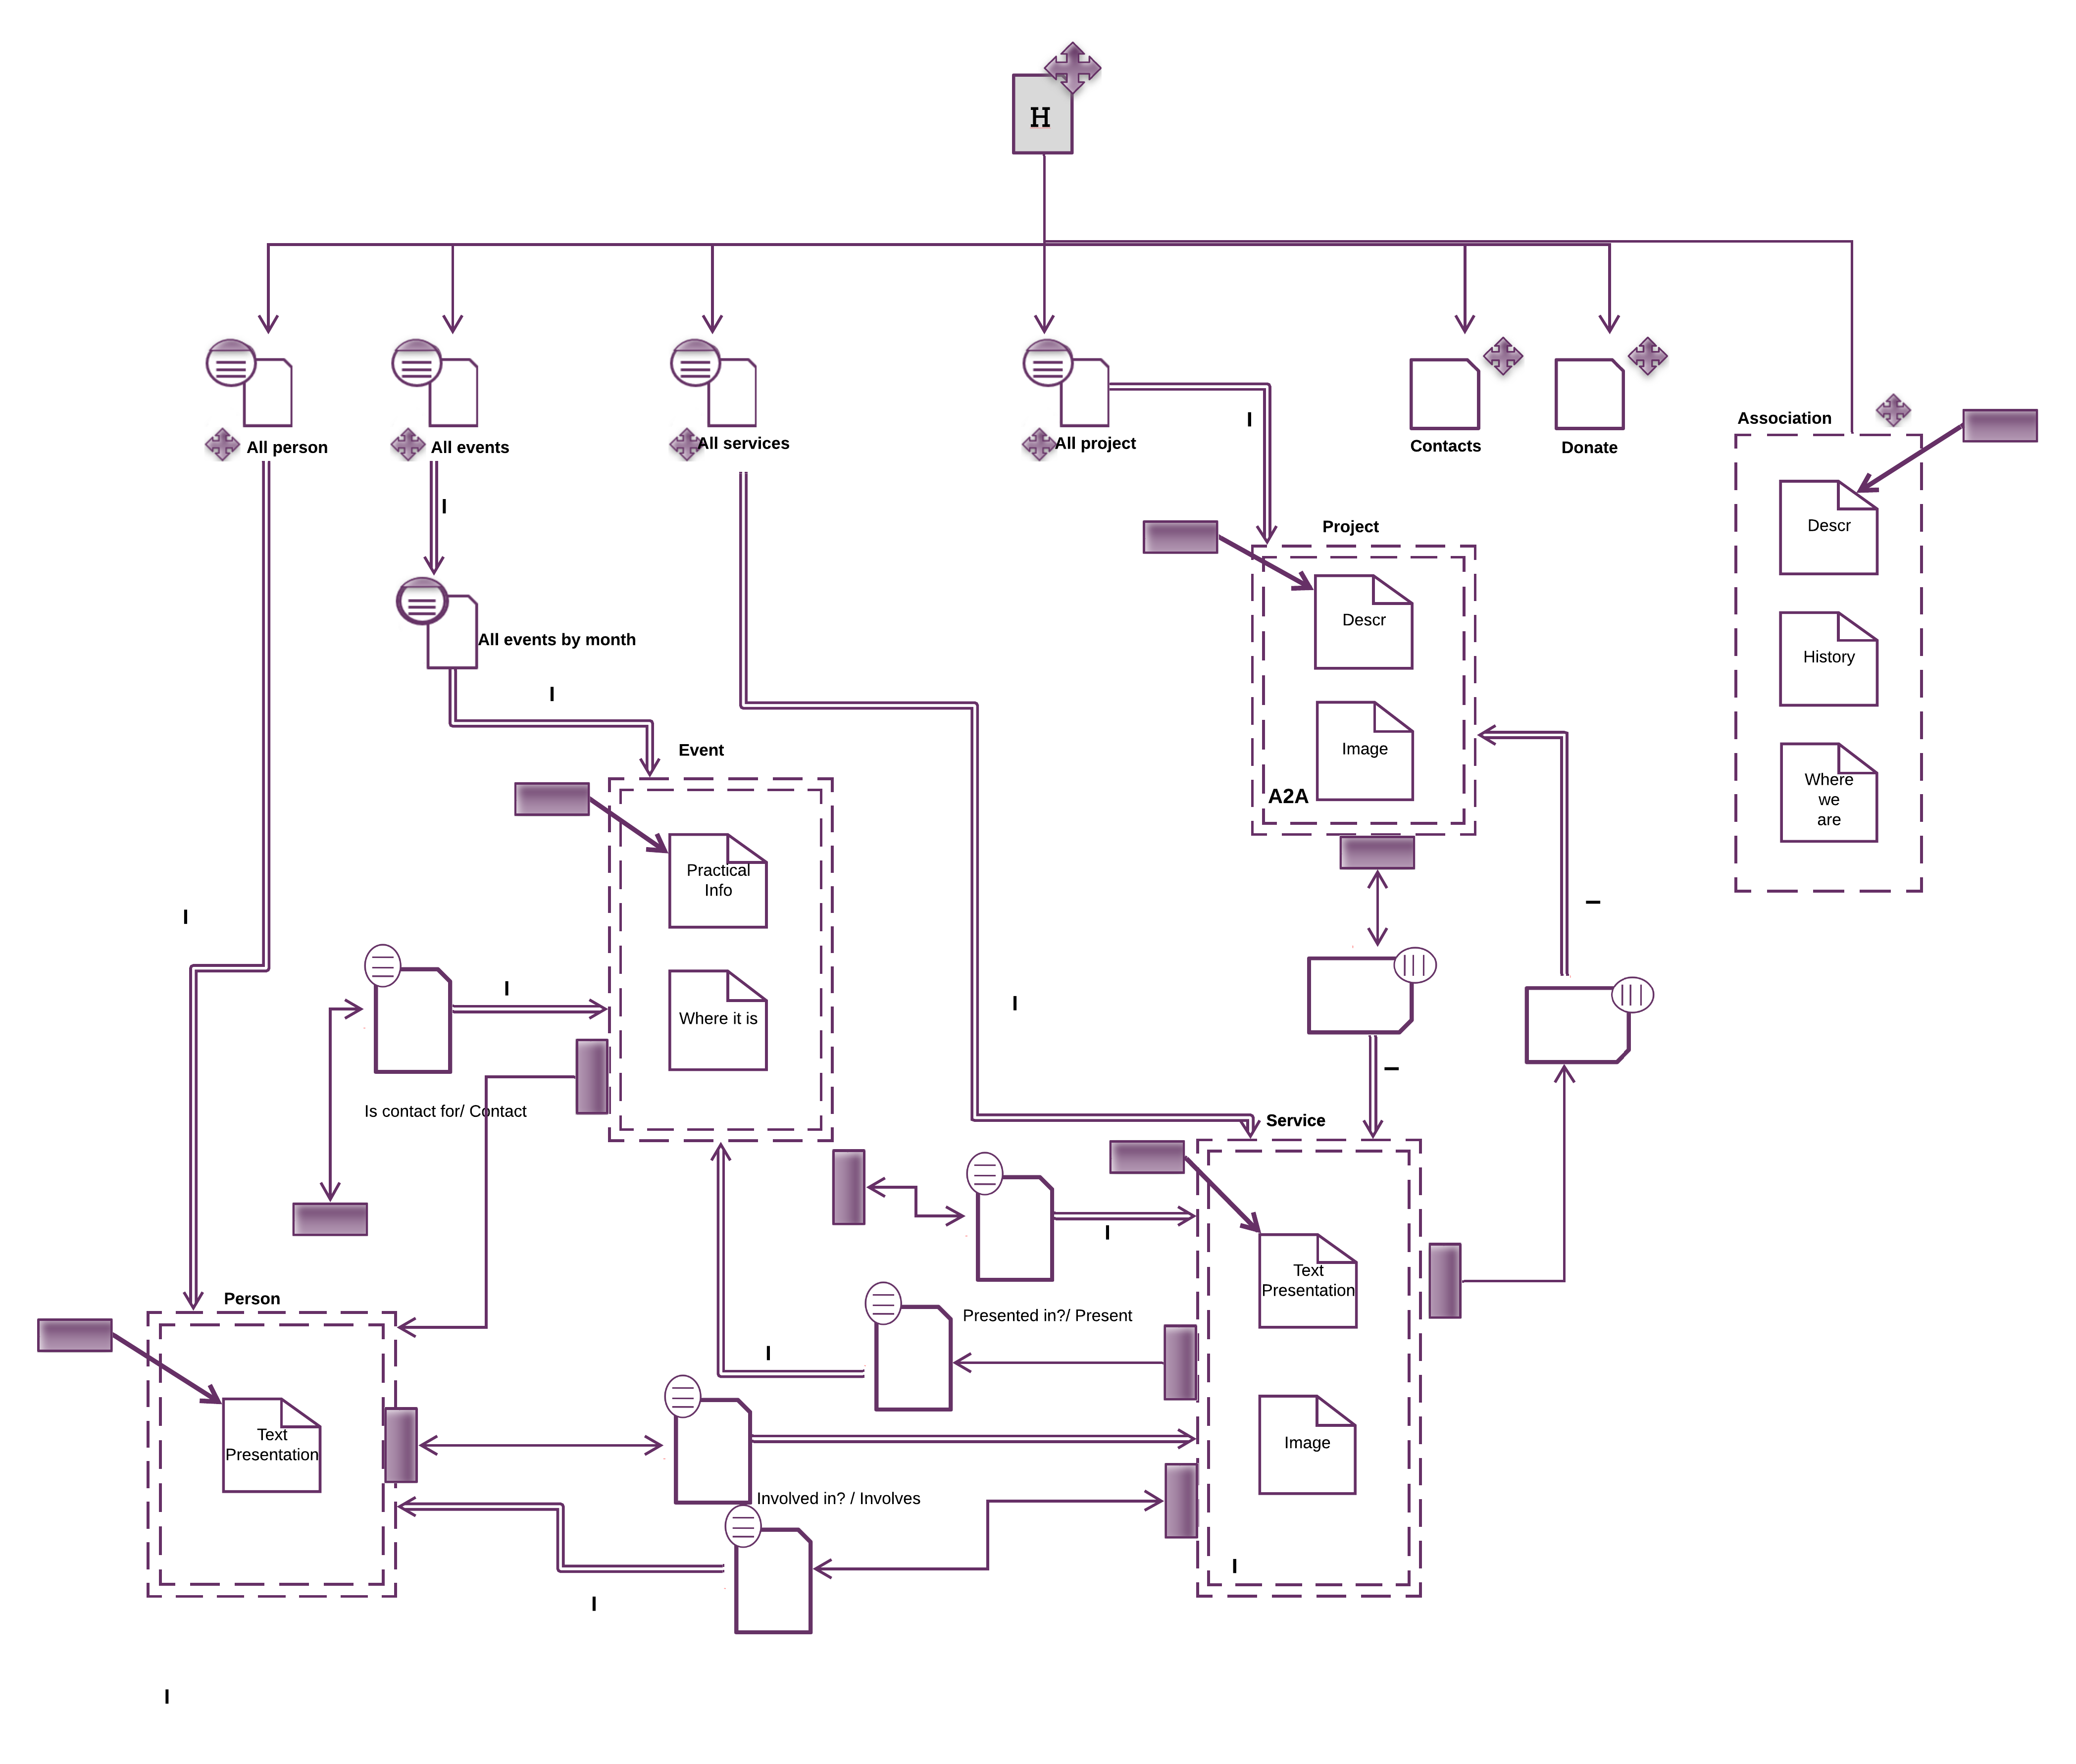 H
All person
All events
All services
All project
I
Contacts
Donate
Association
I
Project
Descr
Descr
All events by month
History
I
Event
Image
Where
we
are
A2A
Practical
Info
I
I
Where it is
I
I
I
Is contact for/ Contact
Service
I
Text
Presentation
Person
Presented in?/ Present
I
Text
Presentation
Image
Involved in? / Involves
I
I
I